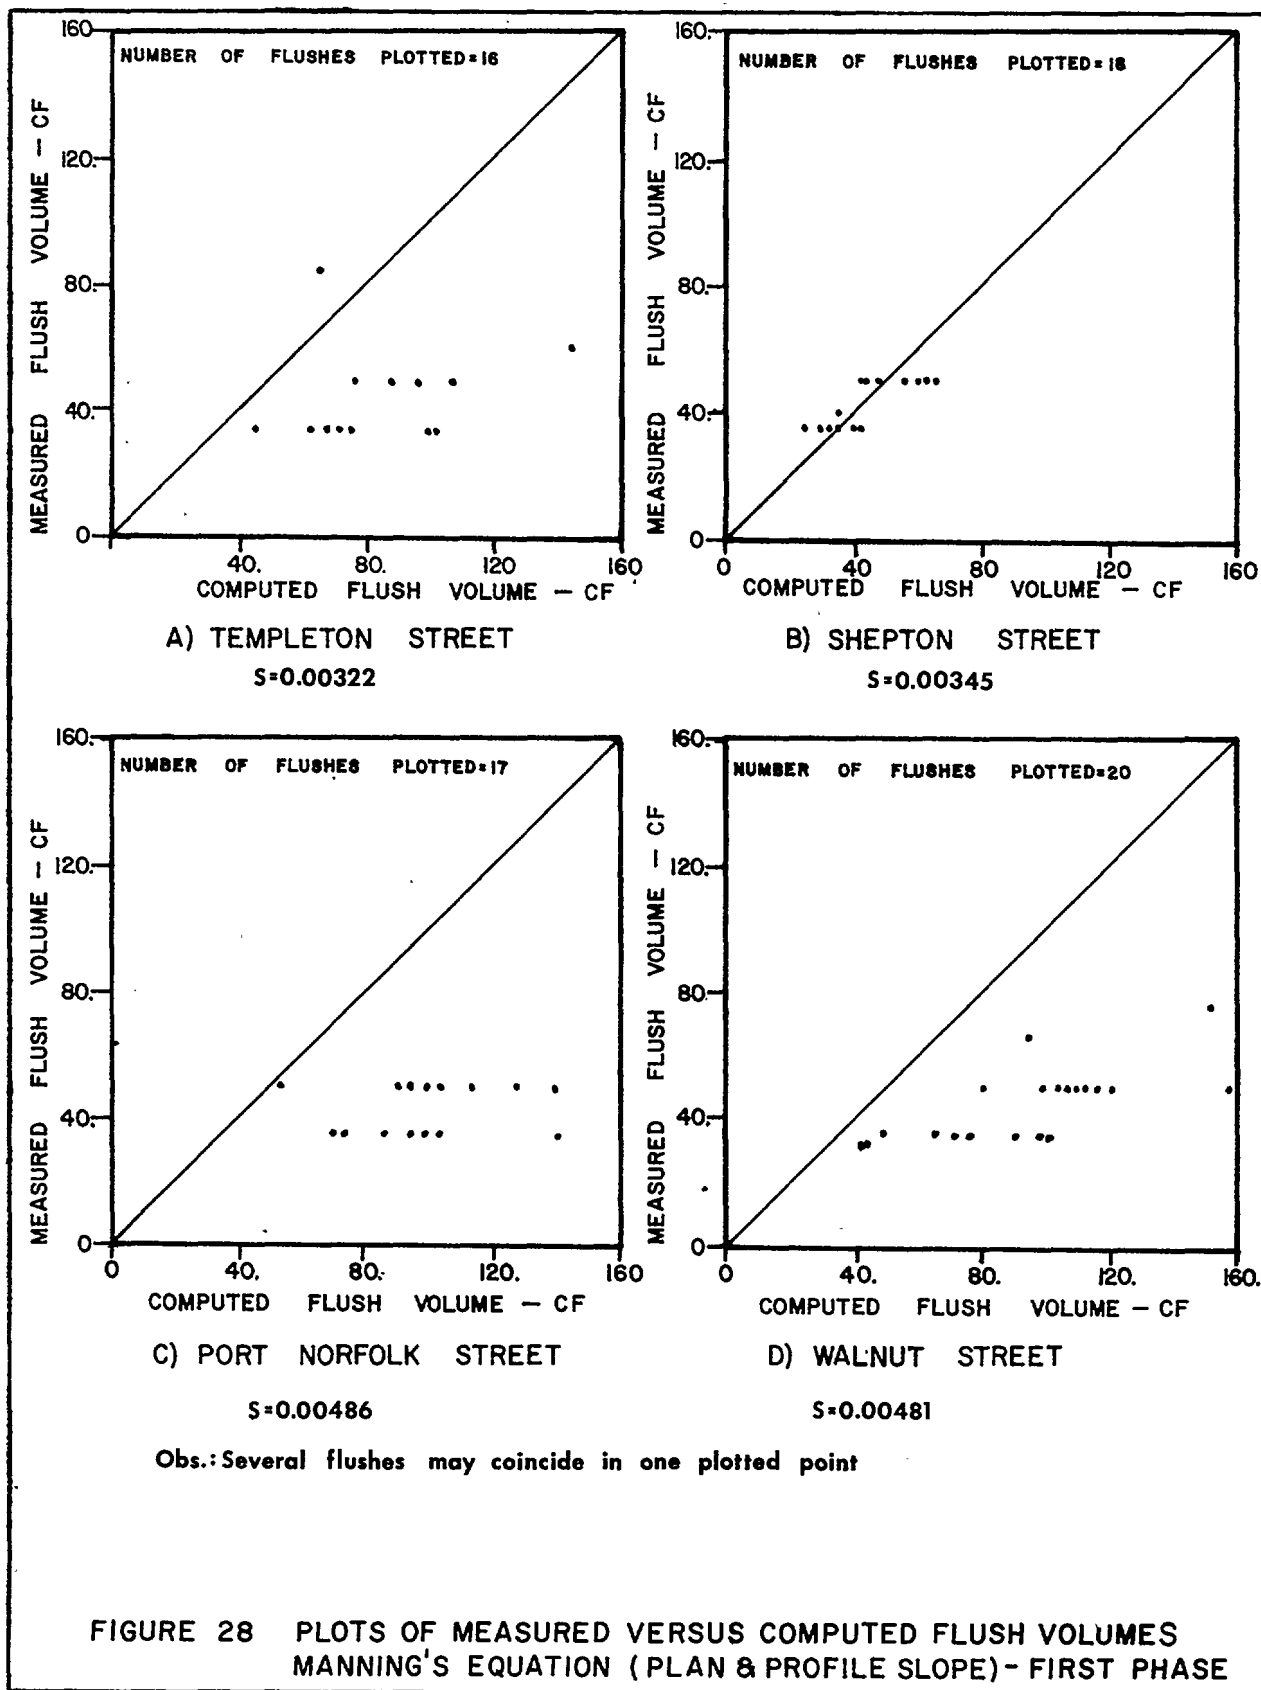 160.
NUMBER OF FLUSHES PLOTTED=16
120.
80.
40.
0
MEASURED FLUSH VOLUME — CF
40. 80. 120 160
COMPUTED FLUSH VOLUME — CF
A) TEMPLETON STREET
S=0.00322
160.
NUMBER OF FLUSHES PLOTTED=18
120.
80.
40.
0
MEASURED FLUSH VOLUME — CF
0 40 80 120 160
COMPUTED FLUSH VOLUME — CF
B) SHEPTON STREET
S=0.00345
160.
NUMBER OF FLUSHES PLOTTED=17
120.
80.
40.
0
MEASURED FLUSH VOLUME — CF
0 40. 80. 120. 160
COMPUTED FLUSH VOLUME — CF
C) PORT NORFOLK STREET
S=0.00486
160.
NUMBER OF FLUSHES PLOTTED=20
120.
80.
40.
0
MEASURED FLUSH VOLUME — CF
0 40. 80. 120. 160.
COMPUTED FLUSH VOLUME — CF
D) WALNUT STREET
S=0.00481
Obs.: Several flushes may coincide in one plotted point
FIGURE 28 PLOTS OF MEASURED VERSUS COMPUTED FLUSH VOLUMES
MANNING'S EQUATION (PLAN & PROFILE SLOPE) - FIRST PHASE